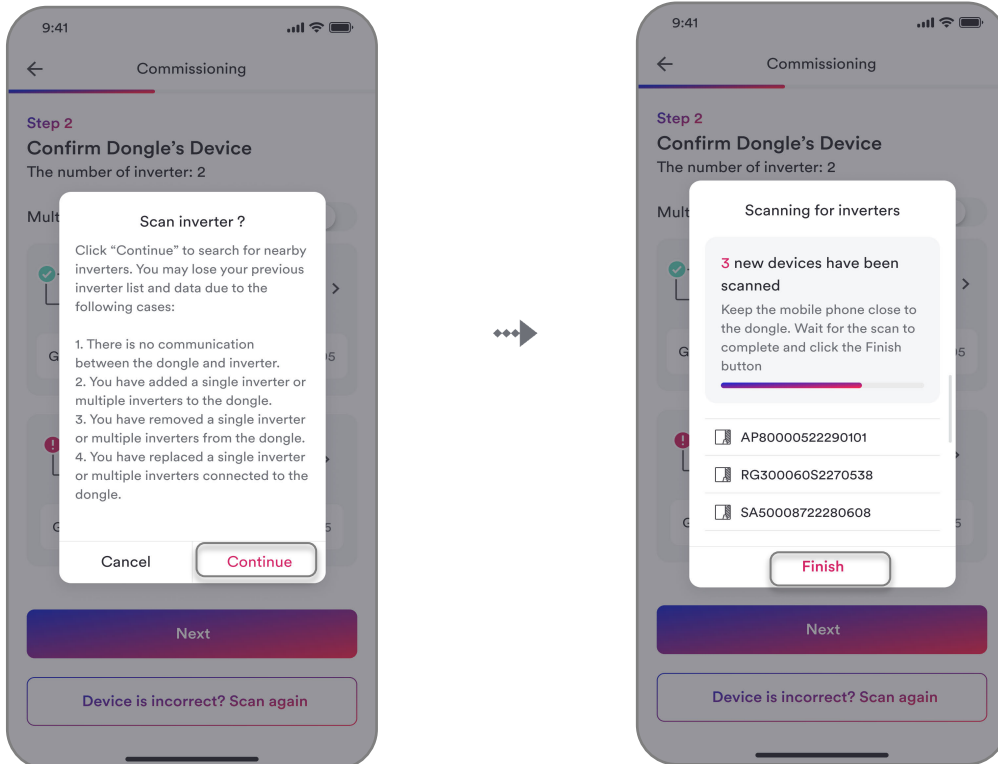 9:41
Commissioning
Step 2
Confirm Dongle's Device
The number of inverter: 2
Mult
Scan inverter ?
Click “Continue” to search for nearby
inverters. You may lose your previous
inverter list and data due to the
following cases:
1. There is no communication
between the dongle and inverter.
2. You have added a single inverter or
multiple inverters to the dongle.
3. You have removed a single inverter
or multiple inverters from the dongle.
4. You have replaced a single inverter
or multiple inverters connected to the
dongle.
G
5
G
5
Cancel
Continue
Next
Device is incorrect? Scan again
9:41
Commissioning
Step 2
Confirm Dongle's Device
The number of inverter: 2
Mult
Scanning for inverters
3 new devices have been
scanned
Keep the mobile phone close to
the dongle. Wait for the scan to
complete and click the Finish
button
G
5
AP80000522290101
RG300060S2270538
SA50008722280608
G
5
Finish
Next
Device is incorrect? Scan again